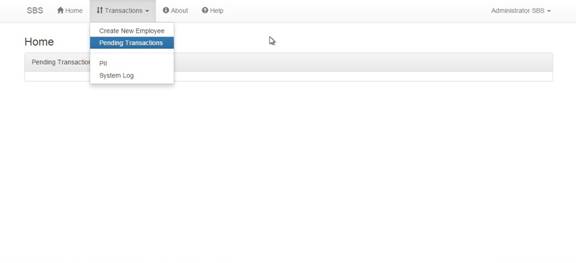 SBS Home Transactions About Help Administrator SBS
Create New Employee
Pending Transactions
Home
Pending Transaction
PII
System Log